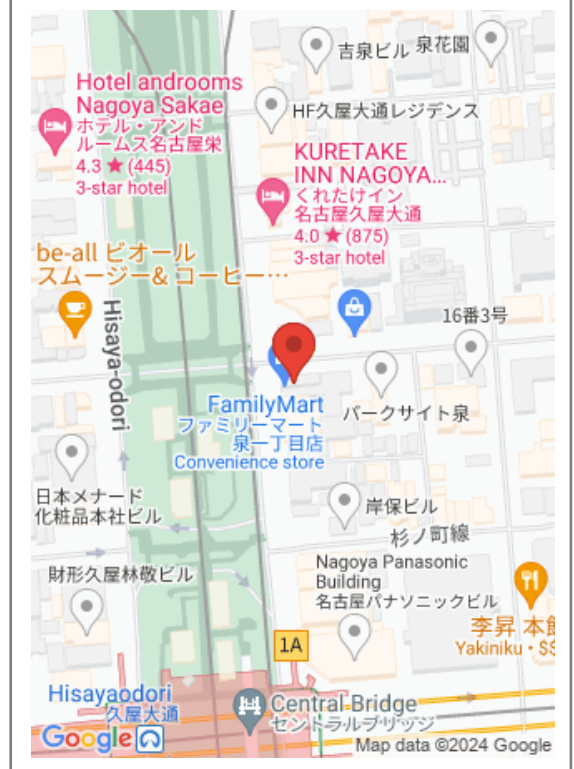 吉泉ビル
泉花園
Hotel androoms
Nagoya Sakae
ホテル・アンド
ルームス名古屋栄
4.3 ★ (445)
3-star hotel
HF久屋大通レジデンス
KURETAKE
INN NAGOYA...
くれたけイン
名古屋久屋大通
4.0 ★ (875)
3-star hotel
be-all ビオール
スムージー& コーヒー…
Hisaya-odori
16番3号
FamilyMart
ファミリーマート
泉一丁目店
Convenience store
パークサイト泉
日本メナード
化粧品本社ビル
岸保ビル
杉ノ町線
財形久屋林敬ビル
Nagoya Panasonic
Building
名古屋パナソニックビル
李昇 本館
Yakiniku • $$
1A
Hisayaodori
久屋大通
Central Bridge
セントラルブリッジ
Google
Map data ©2024 Google